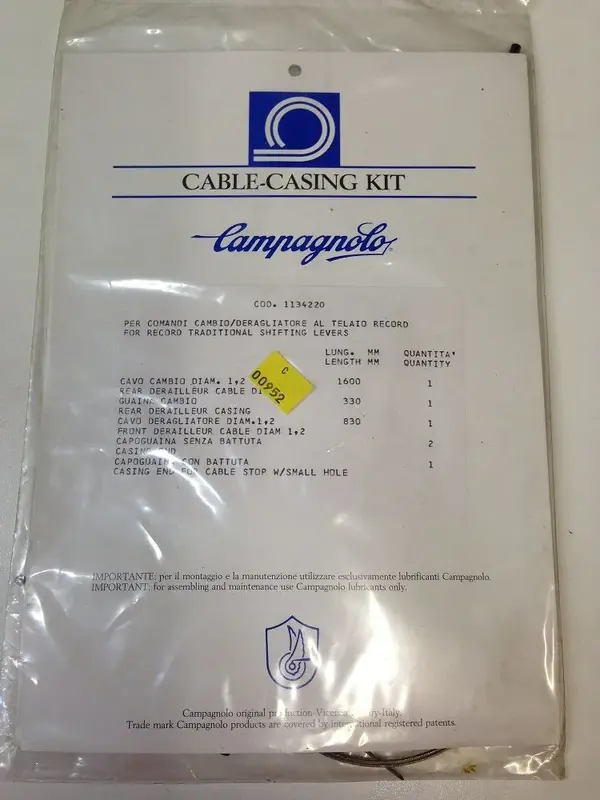 CABLE-CASING KIT
Campagnolo
COD. 1134220
PER COMANDI CAMBIO/DERAGLIATORE AL TELAIO RECORD
FOR RECORD TRADITIONAL SHIFTING LEVERS
LUNG. MM QUANTITA'
LENGTH MM QUANTITY
CAVO CAMBIO DIAM. 1,2 1600 1
REAR DERAILLEUR CABLE
C 00952
GUAINA CAMBIO 330 1
REAR DERAILLEUR CASING
CAVO DERAGLIATORE DIAM.1,2 830 1
FRONT DERAILLEUR CABLE DIAM 1,2
CAPOGUAINA SENZA BATTUTA 2
CASING END
CAPOGUAINA CON BATTUTA 1
CASING END FOR CABLE STOP W/SMALL HOLE
IMPORTANTE: per il montaggio e la manutenzione utilizzare esclusivamente lubrificanti Campagnolo.
IMPORTANT: for assembling and maintenance use Campagnolo lubricants only.
Campagnolo original production-Vicenza -Italy.
Trade mark Campagnolo products are covered by international registered patents.